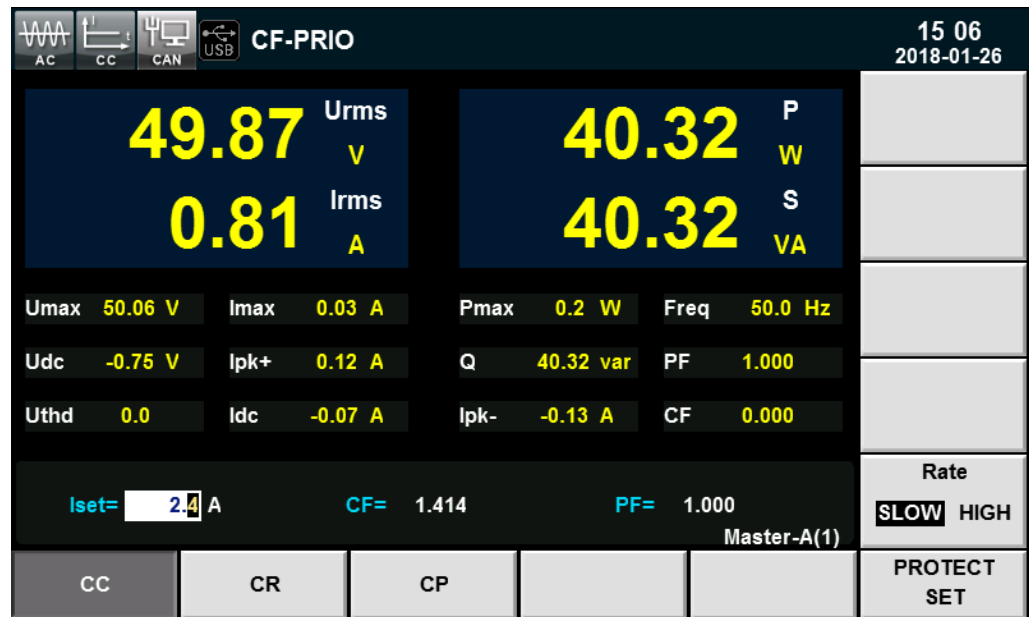 AC I t CC CAN USB CF-PRIO 15 06
2018-01-26
49.87 Urms V 40.32 P W
0.81 Irms A 40.32 S VA
Umax 50.06 V Imax 0.03 A Pmax 0.2 W Freq 50.0 Hz
Udc -0.75 V Ipk+ 0.12 A Q 40.32 var PF 1.000
Uthd 0.0 Idc -0.07 A Ipk- -0.13 A CF 0.000
Iset= 2.4 A CF= 1.414 PF= 1.000
Master-A(1)
Rate
SLOW HIGH
CC CR CP PROTECT
SET